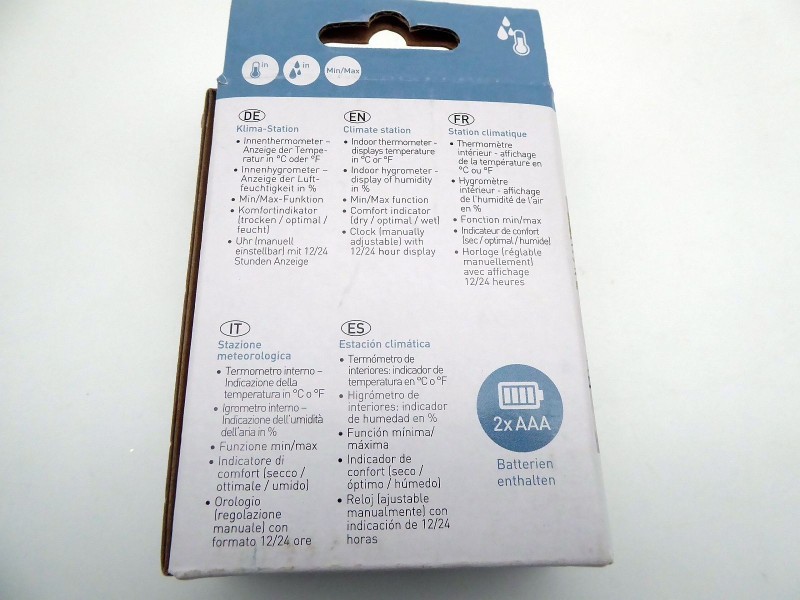 in
in
Min/Max
DE
Klima-Station
• Innenthermometer –
Anzeige der Tempe-
ratur in °C oder °F
• Innenhygrometer –
Anzeige der Luft-
feuchtigkeit in %
• Min/Max-Funktion
• Komfortindikator
(trocken / optimal /
feucht)
• Uhr (manuell
einstellbar) mit 12/24
Stunden Anzeige
EN
Climate station
• Indoor thermometer -
displays temperature
in °C or °F
• Indoor hygrometer -
display of humidity
in %
• Min/Max function
• Comfort indicator
(dry / optimal / wet)
• Clock (manually
adjustable) with
12/24 hour display
FR
Station climatique
• Thermomètre
intérieur - affichage
de la température en
°C ou °F
• Hygromètre
intérieur - affichage
de l'humidité de l'air
en %
• Fonction min/max
• Indicateur de confort
(sec / optimal / humide)
• Horloge (réglable
manuellement)
avec affichage
12/24 heures
IT
Stazione
meteorologica
• Termometro interno –
Indicazione della
temperatura in °C o °F
• Igrometro interno –
Indicazione dell'umidità
dell'aria in %
• Funzione min/max
• Indicatore di
comfort (secco /
ottimale / umido)
• Orologio
(regolazione
manuale) con
formato 12/24 ore
ES
Estación climática
• Termómetro de
interiores: indicador de
temperatura en °C o °F
• Higrómetro de
interiores: indicador
de humedad en %
• Función mínima/
máxima
• Indicador de
confort (seco /
óptimo / húmedo)
• Reloj (ajustable
manualmente) con
indicación de 12/24
horas
2x AAA
Batterien
enthalten